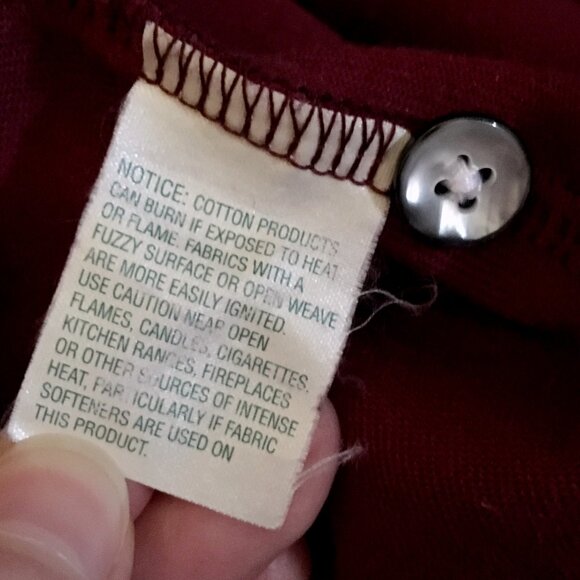 NOTICE: COTTON PRODUCTS
CAN BURN IF EXPOSED TO HEAT
OR FLAME. FABRICS WITH A
FUZZY SURFACE OR OPEN WEAVE
ARE MORE EASILY IGNITED.
USE CAUTION NEAR OPEN
FLAMES, CANDLES, CIGARETTES.
KITCHEN RANGES, FIREPLACES
OR OTHER SOURCES OF INTENSE
HEAT, PARTICULARLY IF FABRIC
SOFTENERS ARE USED ON
THIS PRODUCT.